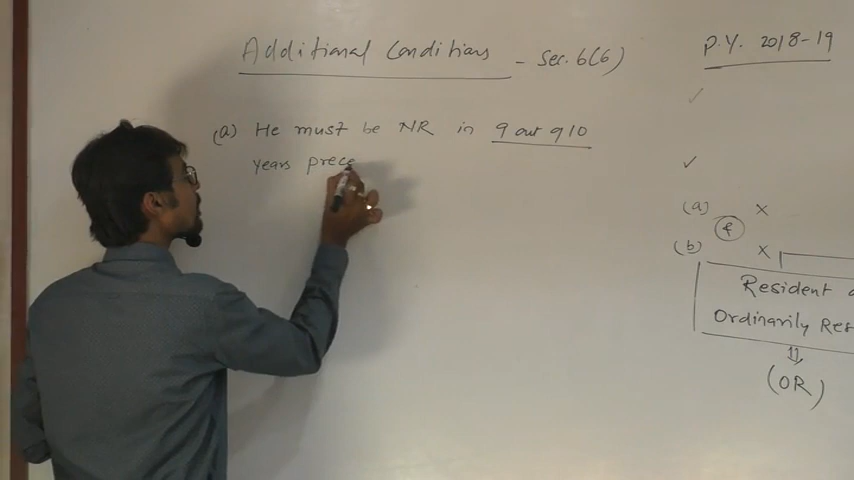 Additional Conditions - Sec. 6(6)
P.Y. 2018-19
(a) He must be NR in 9 out of 10
years prece
(a) x
&
(b) x
Resident a
Ordinarily Res
(OR)